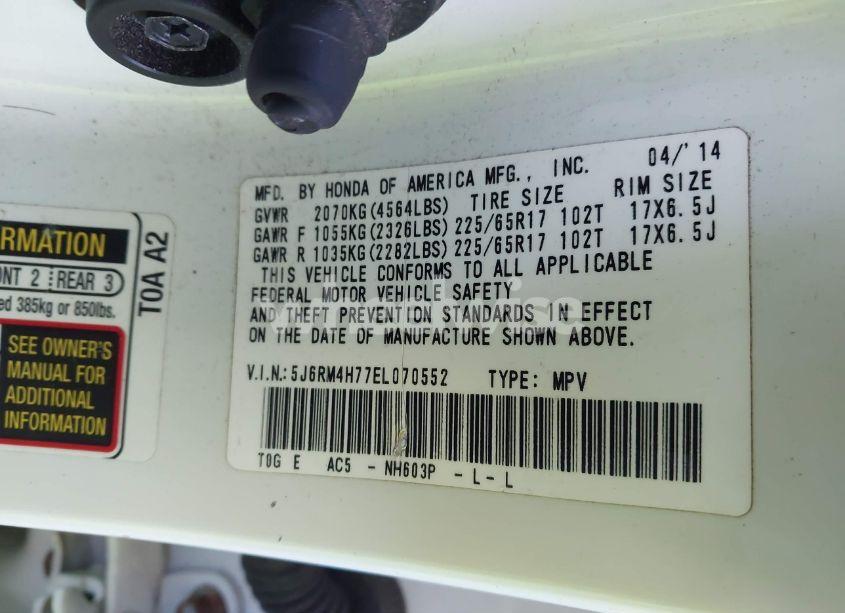 RMATION
ONT 2 REAR 3
ed 385kg or 850lbs.
SEE OWNER'S
MANUAL FOR
ADDITIONAL
INFORMATION
T0A A2
MFD. BY HONDA OF AMERICA MFG., INC. 04/'14
GVWR 2070KG(4564LBS) TIRE SIZE RIM SIZE
GAWR F 1055KG(2326LBS) 225/65R17 102T 17X6.5J
GAWR R 1035KG(2282LBS) 225/65R17 102T 17X6.5J
THIS VEHICLE CONFORMS TO ALL APPLICABLE
FEDERAL MOTOR VEHICLE SAFETY
AND THEFT PREVENTION STANDARDS IN EFFECT
ON THE DATE OF MANUFACTURE SHOWN ABOVE.
V.I.N.: 5J6RM4H77EL070552 TYPE: MPV
T0G E AC5 - NH603P - L - L